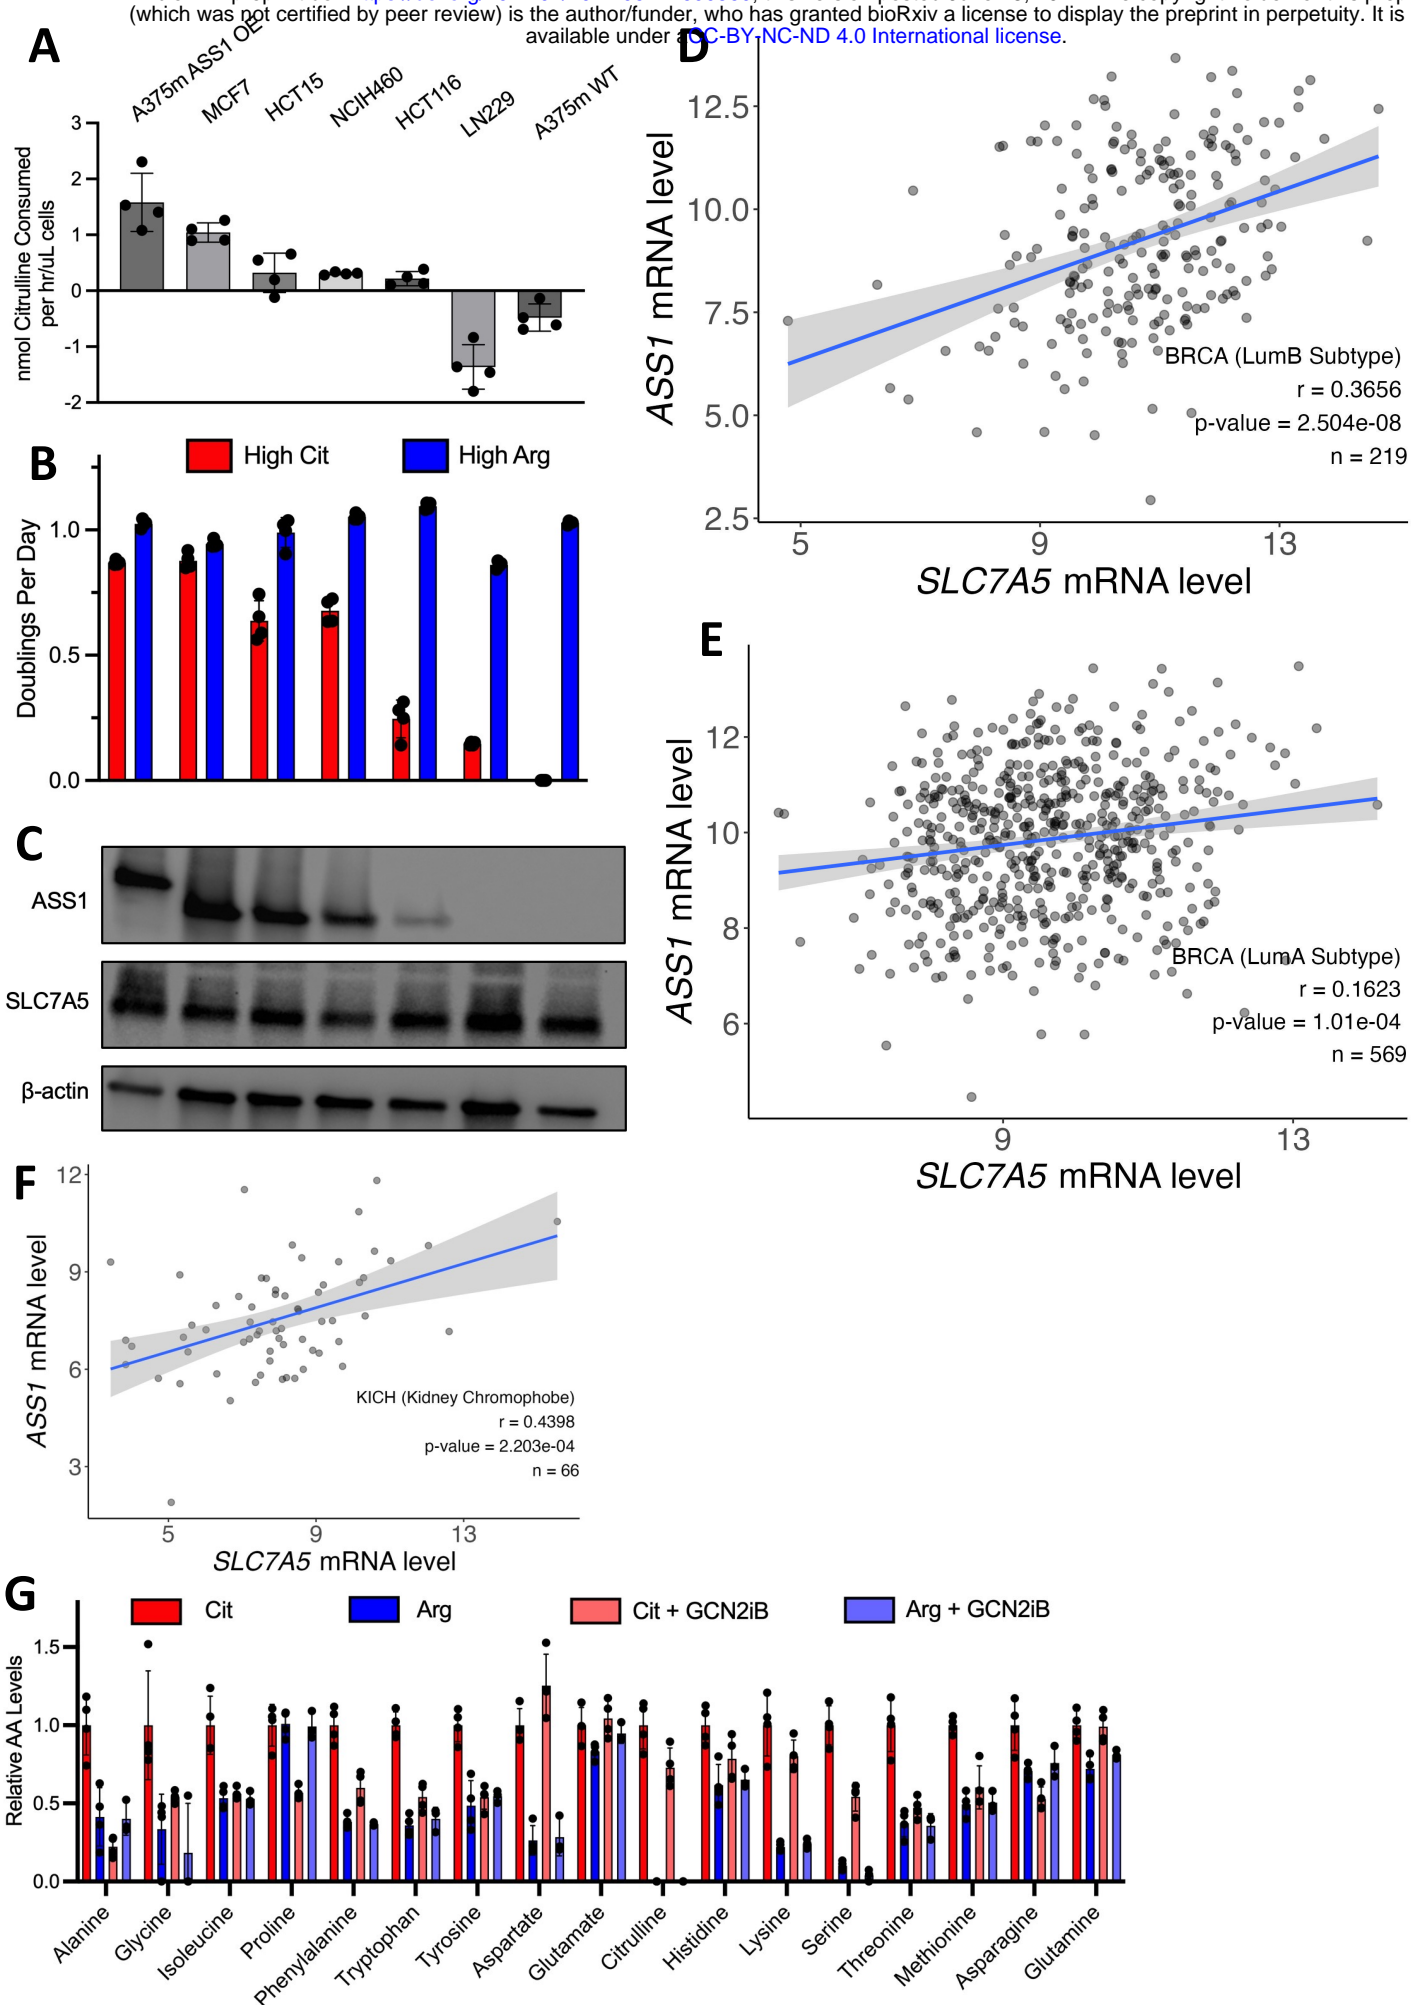 (which was not certified by peer review) is the author/funder, who has granted bioRxiv a license to display the preprint in perpetuity. It is
available under aCC-BY-NC-ND 4.0 International license.
A
A375m ASS1 OE
MCF7
HCT15
NCIH460
HCT116
LN229
A375m WT
nmol Citrulline Consumed
per hr/uL cells
3
2
1
0
-1
-2
B
High Cit
High Arg
Doublings Per Day
1.0
0.5
0.0
C
ASS1
SLC7A5
β-actin
D
ASS1 mRNA level
12.5
10.0
7.5
5.0
2.5
BRCA (LumB Subtype)
r = 0.3656
p-value = 2.504e-08
n = 219
5
9
13
SLC7A5 mRNA level
E
ASS1 mRNA level
12
10
8
6
BRCA (LumA Subtype)
r = 0.1623
p-value = 1.01e-04
n = 569
9
13
SLC7A5 mRNA level
F
ASS1 mRNA level
12
9
6
3
KICH (Kidney Chromophobe)
r = 0.4398
p-value = 2.203e-04
n = 66
5
9
13
SLC7A5 mRNA level
G
Cit
Arg
Cit + GCN2iB
Arg + GCN2iB
Relative AA Levels
1.5
1.0
0.5
0.0
Alanine
Glycine
Isoleucine
Proline
Phenylalanine
Tryptophan
Tyrosine
Aspartate
Glutamate
Citrulline
Histidine
Lysine
Serine
Threonine
Methionine
Asparagine
Glutamine